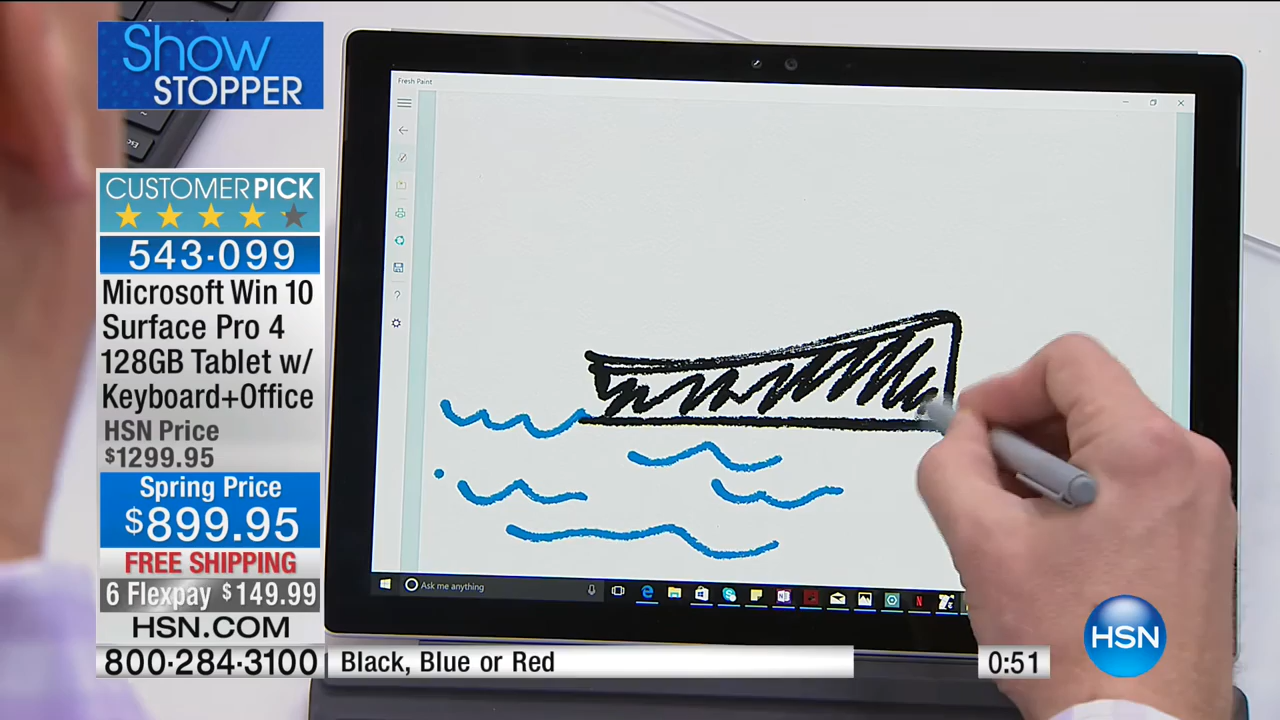 Show
STOPPER
CUSTOMER PICK
543-099
Microsoft Win 10
Surface Pro 4
128GB Tablet w/
Keyboard+Office
HSN Price
$1299.95
Spring Price
$899.95
FREE SHIPPING
6 Flexpay $149.99
HSN.COM
800-284-3100
Black, Blue or Red
0:51
HSN
Fresh Paint
Ask me anything
Esc